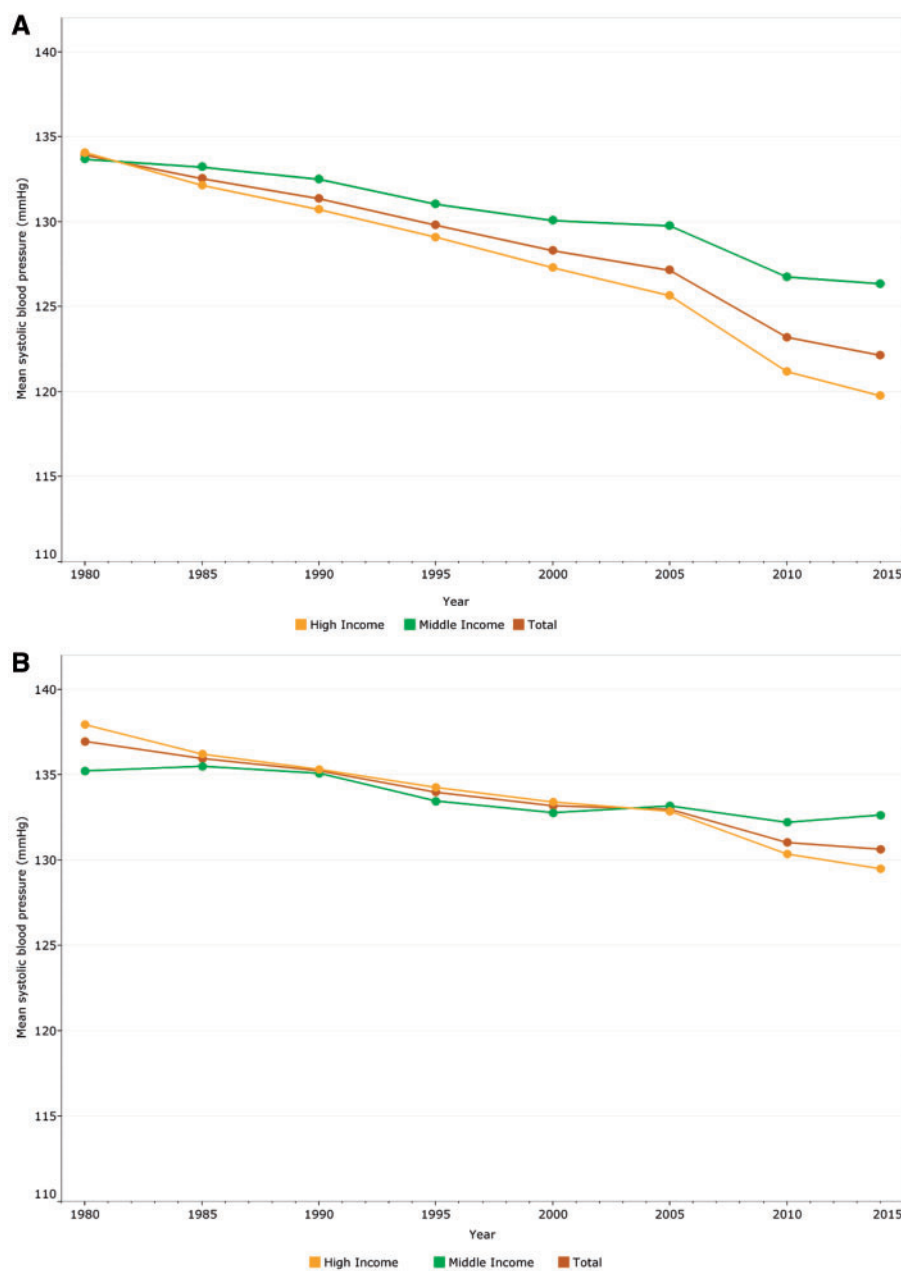 A
140
135
130
125
120
115
110
Mean systolic blood pressure (mmHg)
1980 1985 1990 1995 2000 2005 2010 2015
Year
High Income Middle Income Total
B
140
135
130
125
120
115
110
Mean systolic blood pressure (mmHg)
1980 1985 1990 1995 2000 2005 2010 2015
Year
High Income Middle Income Total